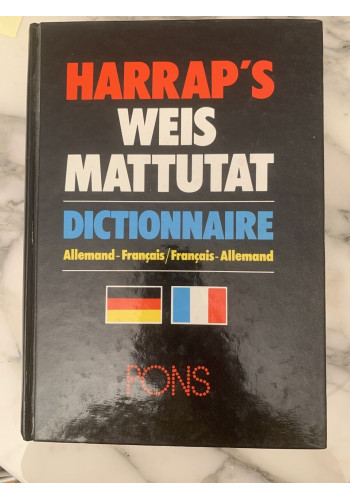 HARRAP'S
WEIS
MATTUTAT
DICTIONNAIRE
Allemand-Français/Français-Allemand
PONS